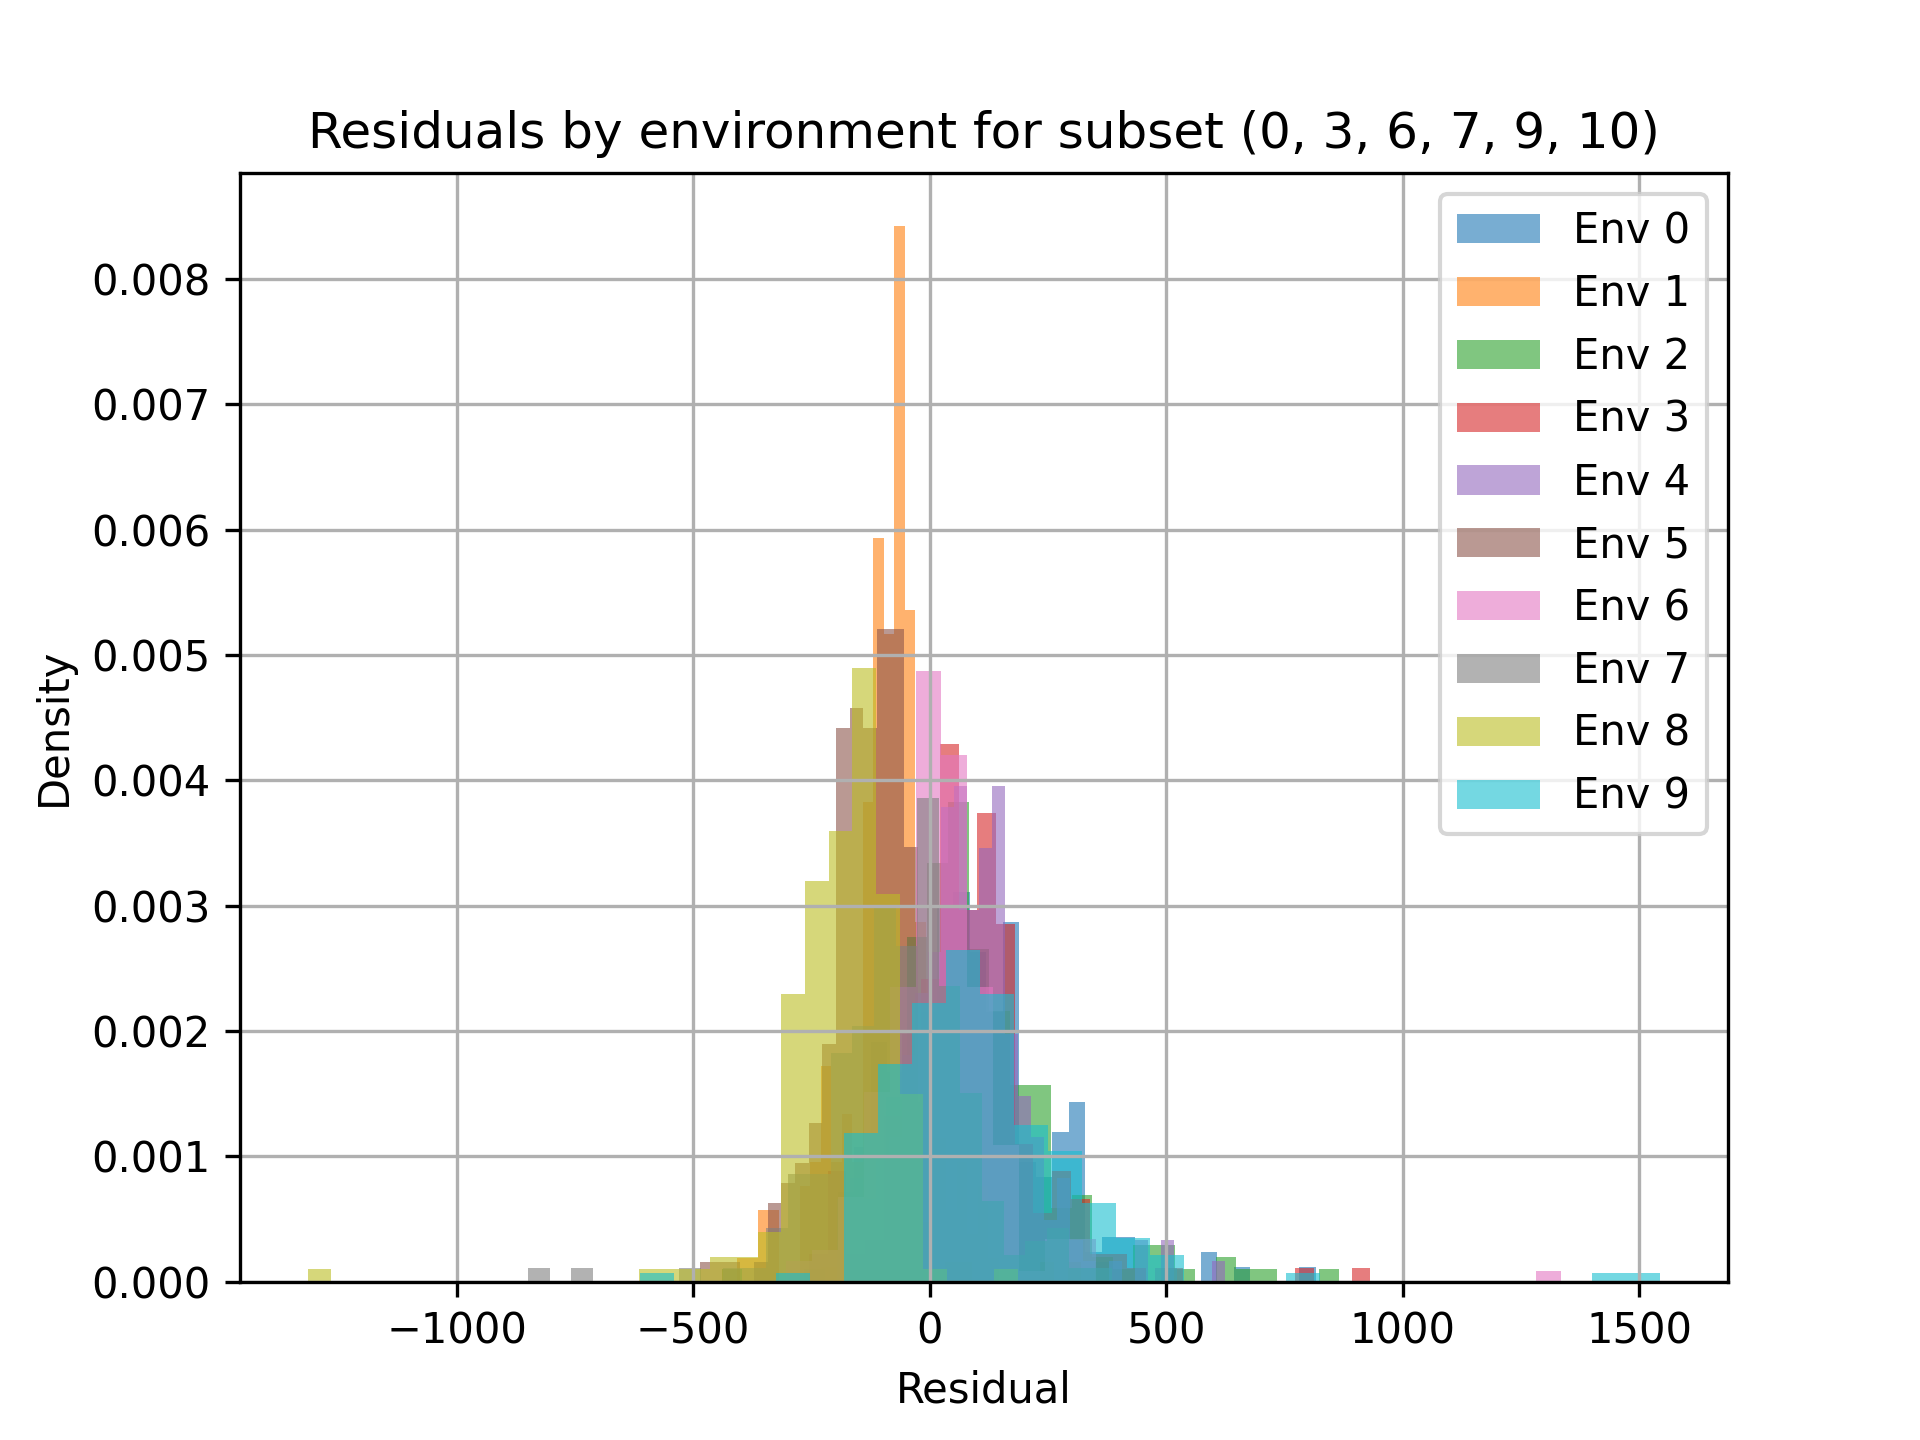 Residuals by environment for subset (0, 3, 6, 7, 9, 10)
Env 0
Env 1
Env 2
Env 3
Env 4
Env 5
Env 6
Env 7
Env 8
Env 9
Density
0.008
0.007
0.006
0.005
0.004
0.003
0.002
0.001
0.000
−1000 −500 0 500 1000 1500
Residual